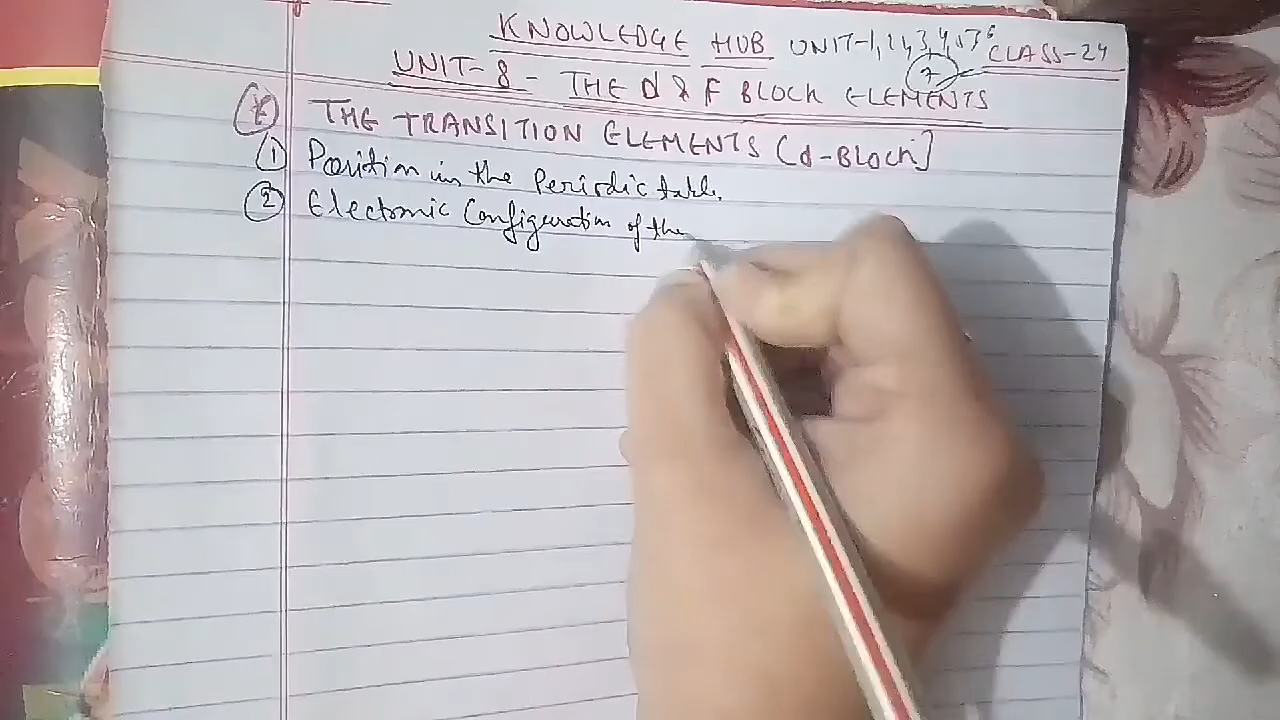 KNOWLEDGE HUB UNIT-1,2,3,4,5,6 CLASS-24
7
UNIT-8 - THE d & F BLOCK ELEMENTS
* THE TRANSITION ELEMENTS (d-BLOCK]
1 Position in the Periodic table.
2 Electronic Configuration of the